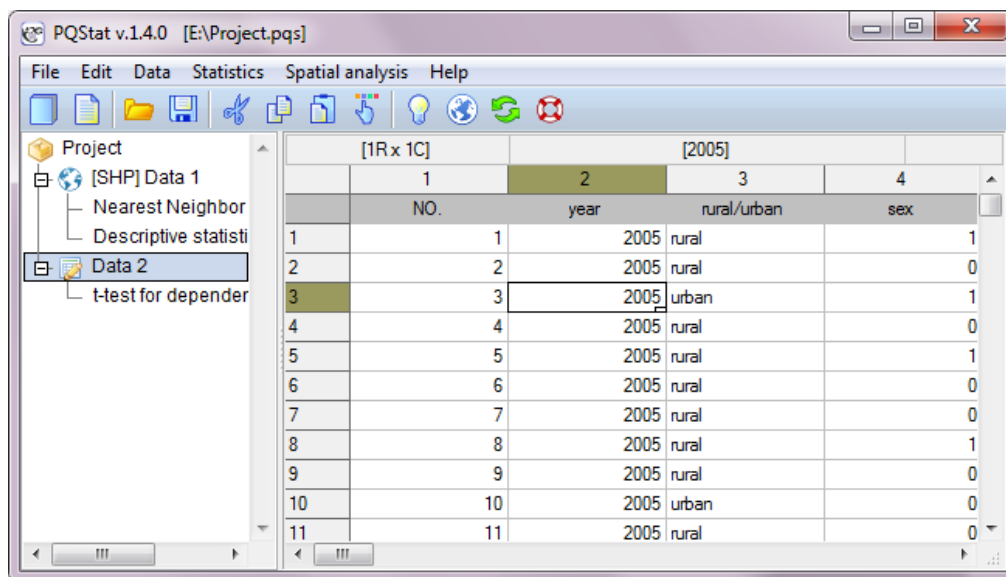 PQStat v.1.4.0 [E:\Project.pqs]
File Edit Data Statistics Spatial analysis Help
Project
[SHP] Data 1
Nearest Neighbor
Descriptive statisti
Data 2
t-test for depender
[1R x 1C] [2005]
1 2 3 4
NO. year rural/urban sex
1 1 2005 rural 1
2 2 2005 rural 0
3 3 2005 urban 1
4 4 2005 rural 0
5 5 2005 rural 1
6 6 2005 rural 0
7 7 2005 rural 0
8 8 2005 rural 1
9 9 2005 rural 0
10 10 2005 urban 0
11 11 2005 rural 0